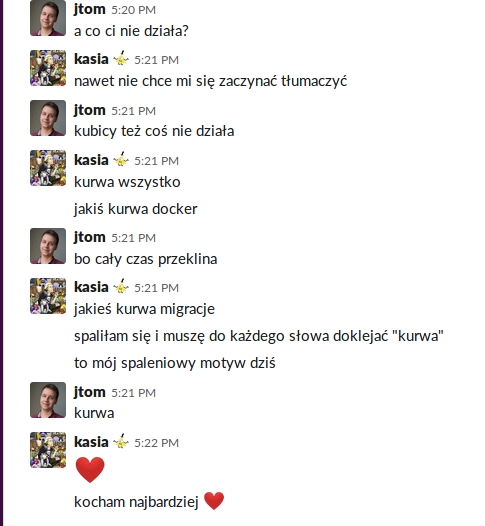 jtom 5:20 PM
a co ci nie działa?
kasia 5:21 PM
nawet nie chce mi się zaczynać tłumaczyć
jtom 5:21 PM
kubicy też coś nie działa
kasia 5:21 PM
kurwa wszystko
jakiś kurwa docker
jtom 5:21 PM
bo cały czas przeklina
kasia 5:21 PM
jakieś kurwa migracje
spaliłam się i muszę do każdego słowa doklejać "kurwa"
to mój spaleniowy motyw dziś
jtom 5:21 PM
kurwa
kasia 5:22 PM
kocham najbardziej